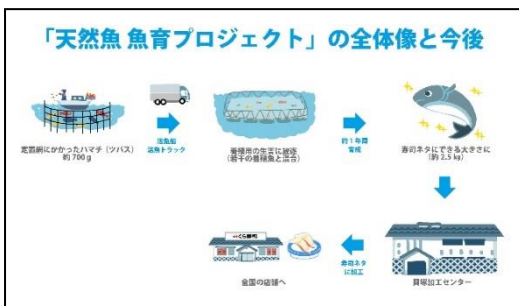 「天然魚 魚育プロジェクト」の全体像と今後
定置網にかかったハマチ（ツバス）
約700g
活魚船
活魚トラック
養殖用の生簀に放逐
(若干の養殖魚と混合)
約1年間
育成
寿司ネタにできる大きさに
(約2.5kg)
貝塚加工センター
寿司ネタ
に加工
くら寿司
全国の店舗へ